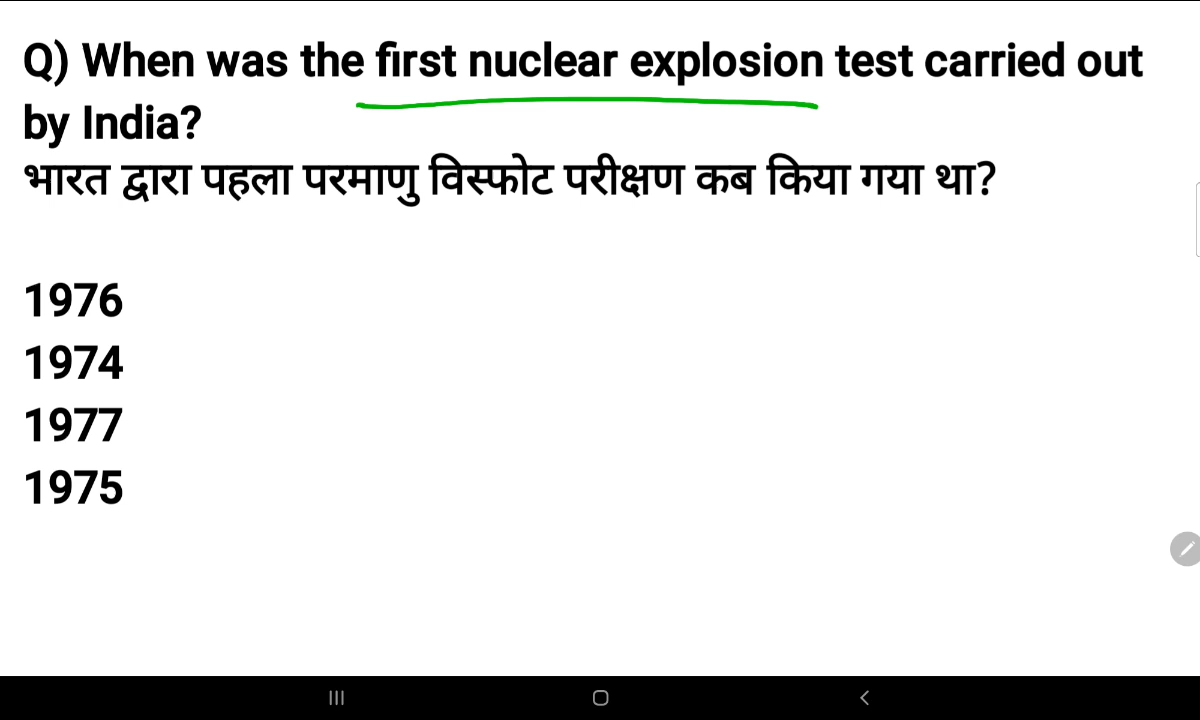 Q) When was the first nuclear explosion test carried out
by India?
भारत द्वारा पहला परमाणु विस्फोट परीक्षण कब किया गया था?
1976
1974
1977
1975